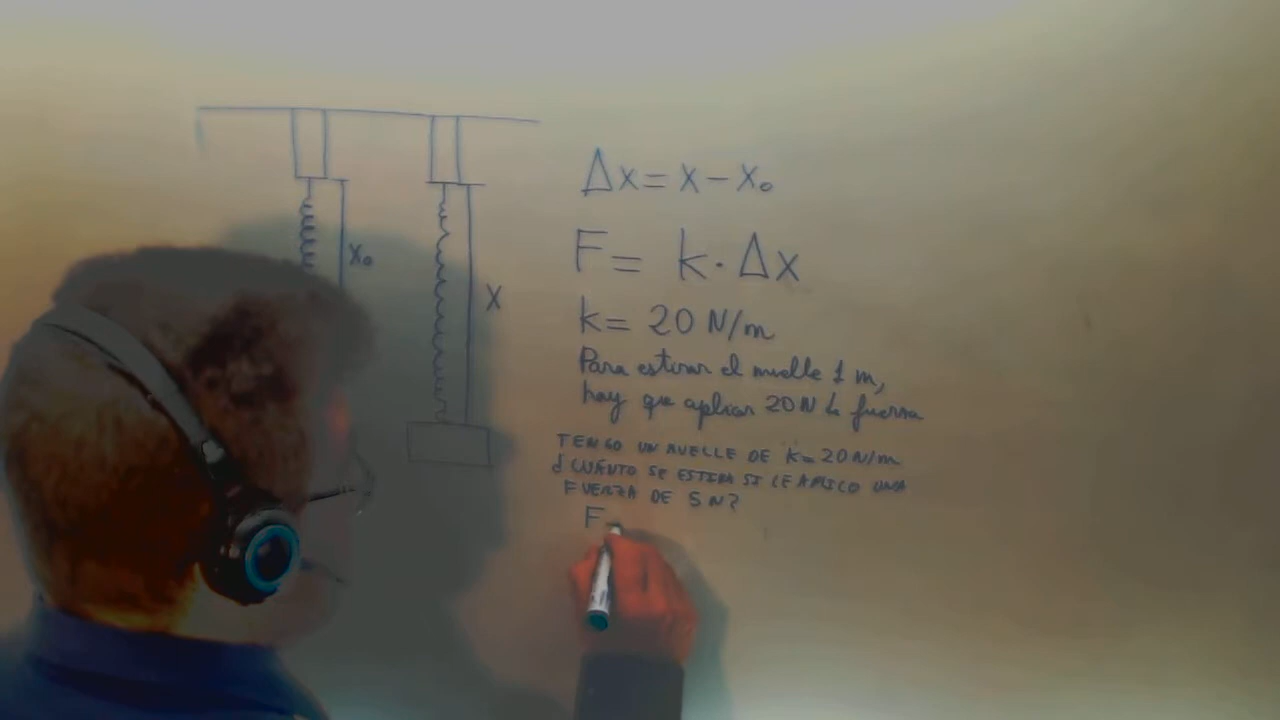 X₀
X
Δx = x - x₀
F = k · Δx
k = 20 N/m
Para estirar el muelle 1 m,
hay que aplicar 20 N de fuerza
TENGO UN MUELLE DE K = 20 N/m
¿CUÁNTO SE ESTIRA SI LE APLICO UNA
FUERZA DE 5 N?
F =